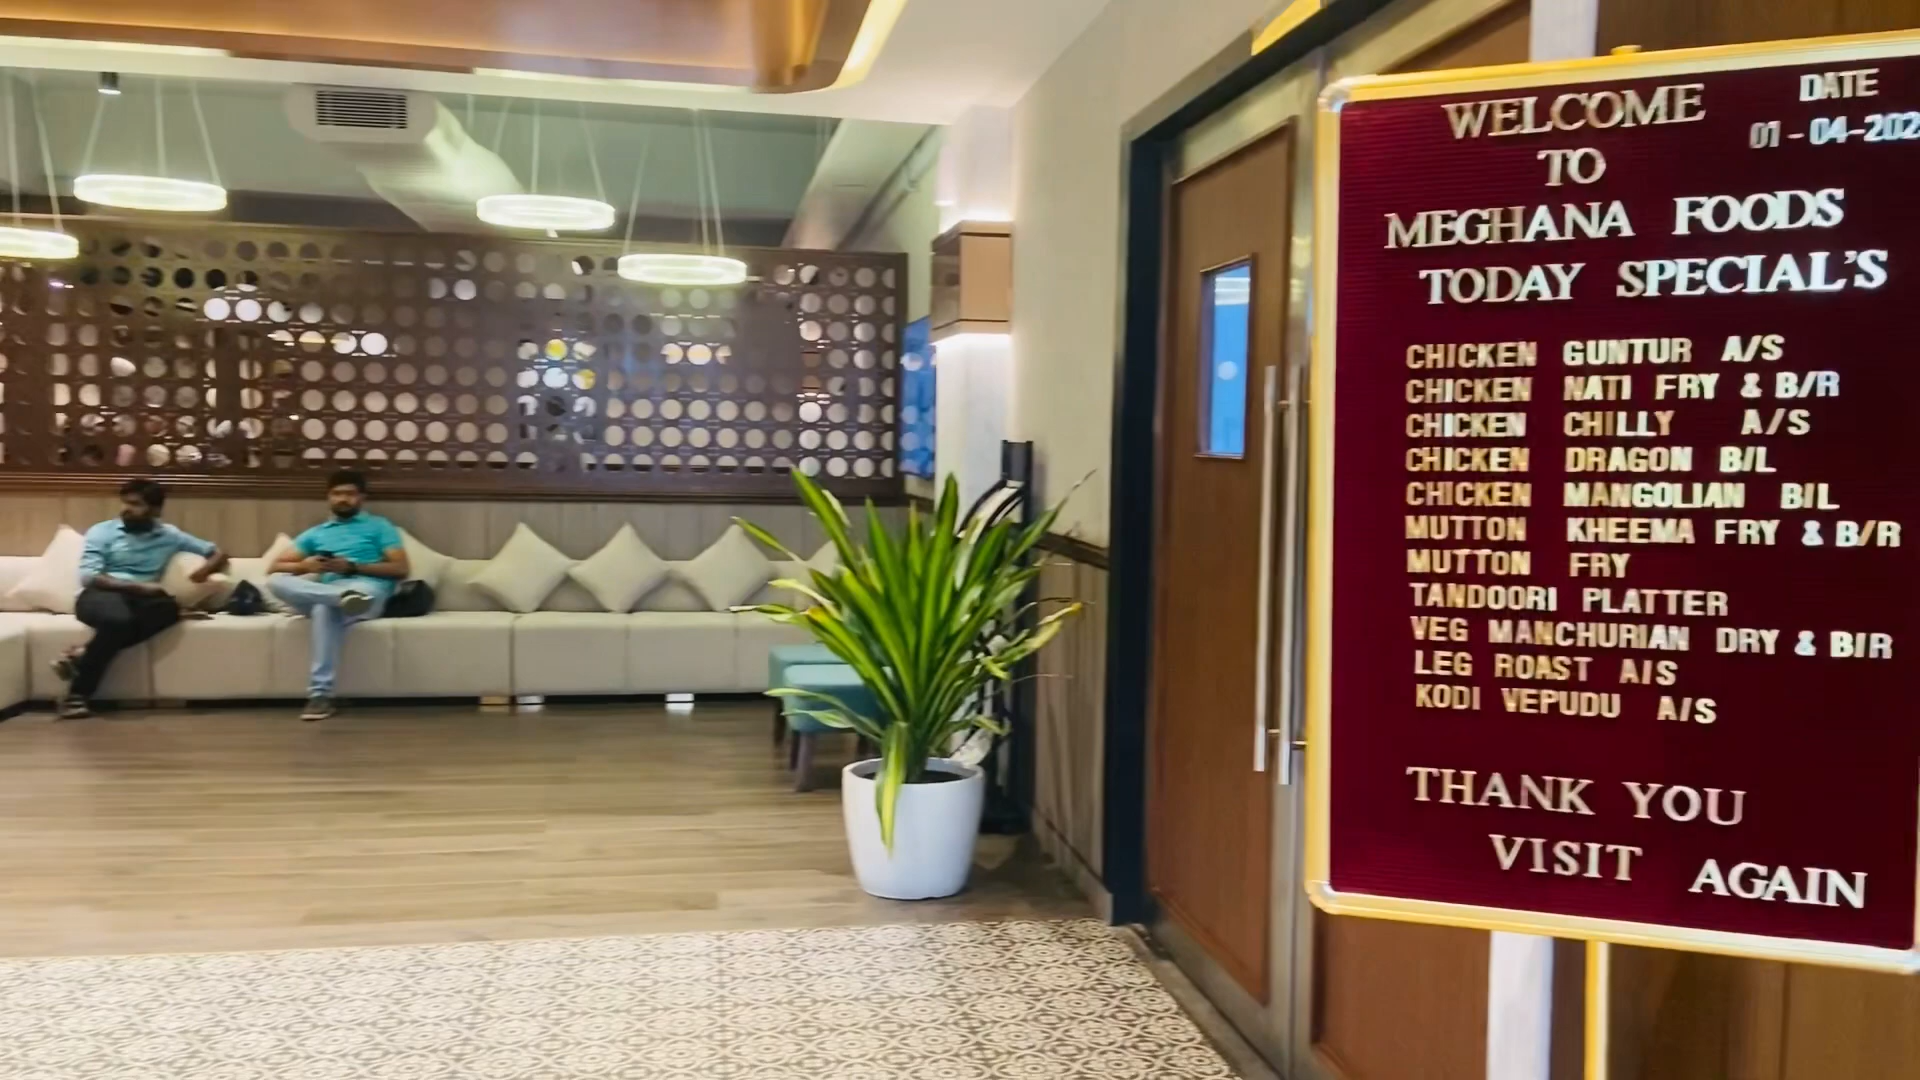 WELCOME
DATE
TO
01-04-202
MEGHANA FOODS
TODAY SPECIAL'S
CHICKEN GUNTUR A/S
CHICKEN NATI FRY & B/R
CHICKEN CHILLY A/S
CHICKEN DRAGON B/L
CHICKEN MANGOLIAN B/L
MUTTON KHEEMA FRY & B/R
MUTTON FRY
TANDOORI PLATTER
VEG MANCHURIAN DRY & B/R
LEG ROAST A/S
KODI VEPUDU A/S
THANK YOU
VISIT AGAIN